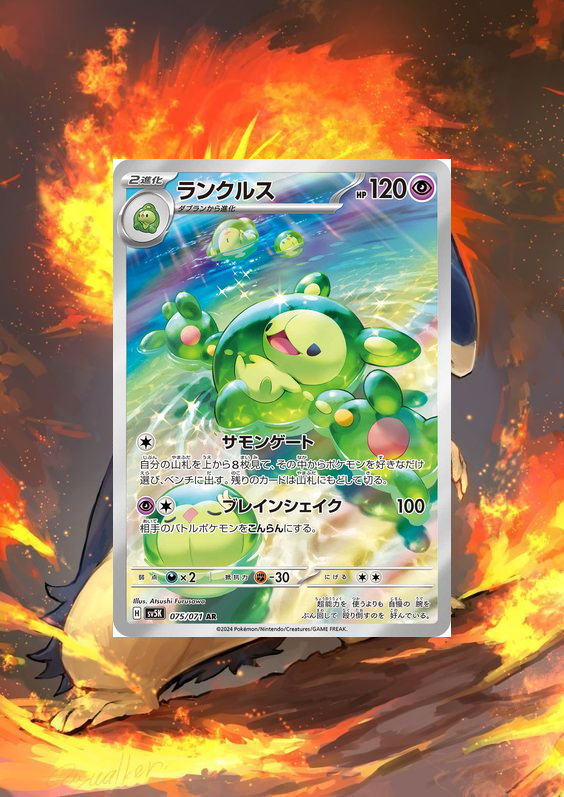 2進化
ランクルス
HP 120
ダブランから進化
サモンゲート
自分の山札を上から8枚見て、その中からポケモンを好きなだけ
選び、ベンチに出す。残りのカードは山札にもどして切る。
ブレインシェイク 100
相手のバトルポケモンをこんらんにする。
弱点 ×2 抵抗力 -30 にげる
Illus. Atsushi Furusawa
H sv5K 075/071 AR
超能力を 使うよりも 自慢の 腕を
ぶん回して 殴り倒すのを 好んでいる。
©2024 Pokémon/Nintendo/Creatures/GAME FREAK.